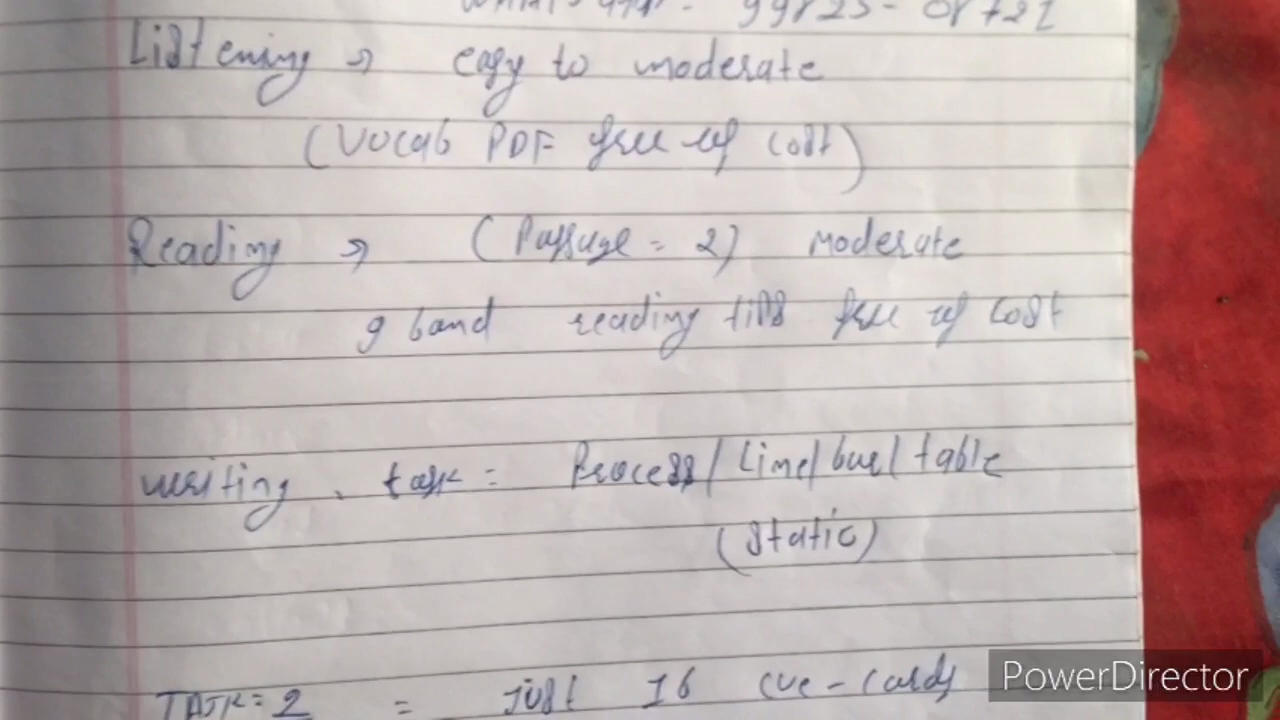 Listening → easy to moderate
(Vocab PDF free of cost)
Reading → (Passage = 2) moderate
9 band reading tips free of cost
writing task = Process/Line/bar/table
(static)
TASK = 2 = Just 16 cue-cards
PowerDirector